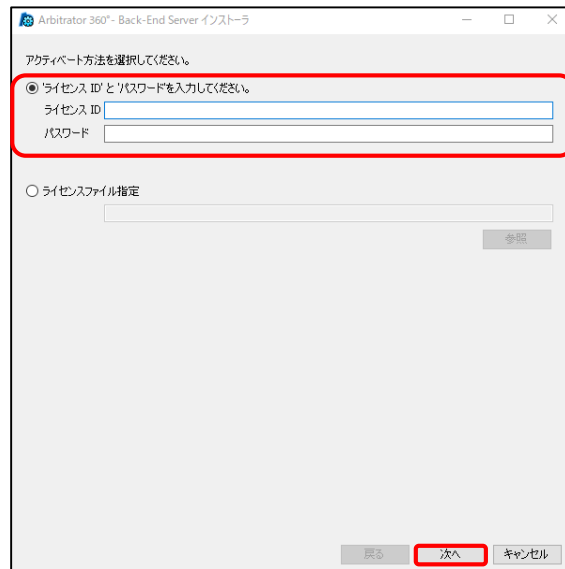 Arbitrator 360°- Back-End Server インストーラ
アクティベート方法を選択してください。
'ライセンス ID' と 'パスワード'を入力してください。
ライセンス ID
パスワード
ライセンスファイル指定
参照
戻る 次へ キャンセル